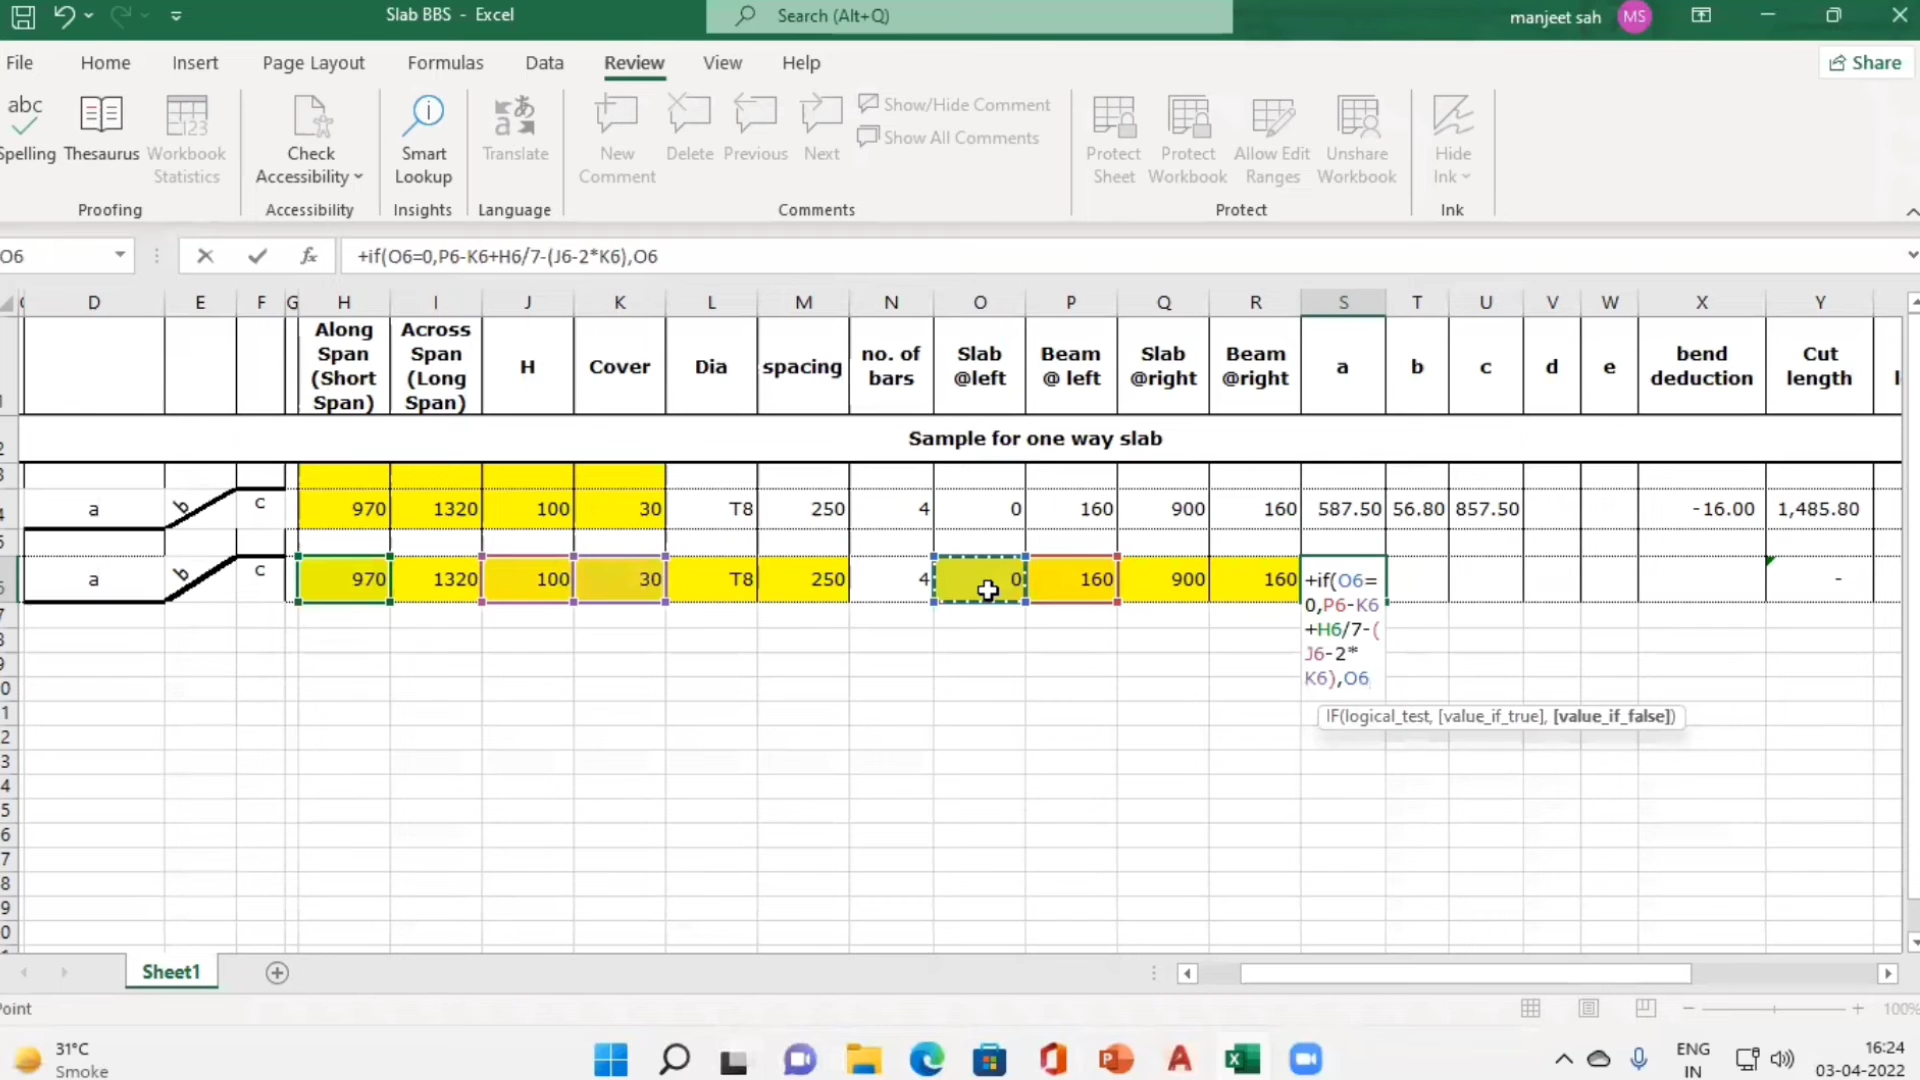 Slab BBS - Excel
Search (Alt+Q)
manjeet sah
MS
File Home Insert Page Layout Formulas Data Review View Help
Share
abc
Spelling
Thesaurus
Workbook Statistics
Proofing
Check Accessibility
Accessibility
Smart Lookup
Insights
Translate
Language
New Comment
Delete
Previous
Next
Show/Hide Comment
Show All Comments
Comments
Protect Sheet
Protect Workbook
Allow Edit Ranges
Unshare Workbook
Protect
Hide Ink
Ink
O6
fx
+if(O6=0,P6-K6+H6/7-(J6-2*K6),O6
D E F G H I J K L M N O P Q R S T U V W X Y
Along Span (Short Span)
Across Span (Long Span)
H
Cover
Dia
spacing
no. of bars
Slab @left
Beam @ left
Slab @right
Beam @right
a
b
c
d
e
bend deduction
Cut length
Sample for one way slab
a b c 970 1320 100 30 T8 250 4 0 160 900 160 587.50 56.80 857.50 -16.00 1,485.80
a b c 970 1320 100 30 T8 250 4 0 160 900 160 -
+if(O6=
0,P6-K6
+H6/7-(
J6-2*
K6),O6
IF(logical_test, [value_if_true], [value_if_false])
Sheet1
Point
100%
31°C
Smoke
ENG
IN
16:24
03-04-2022